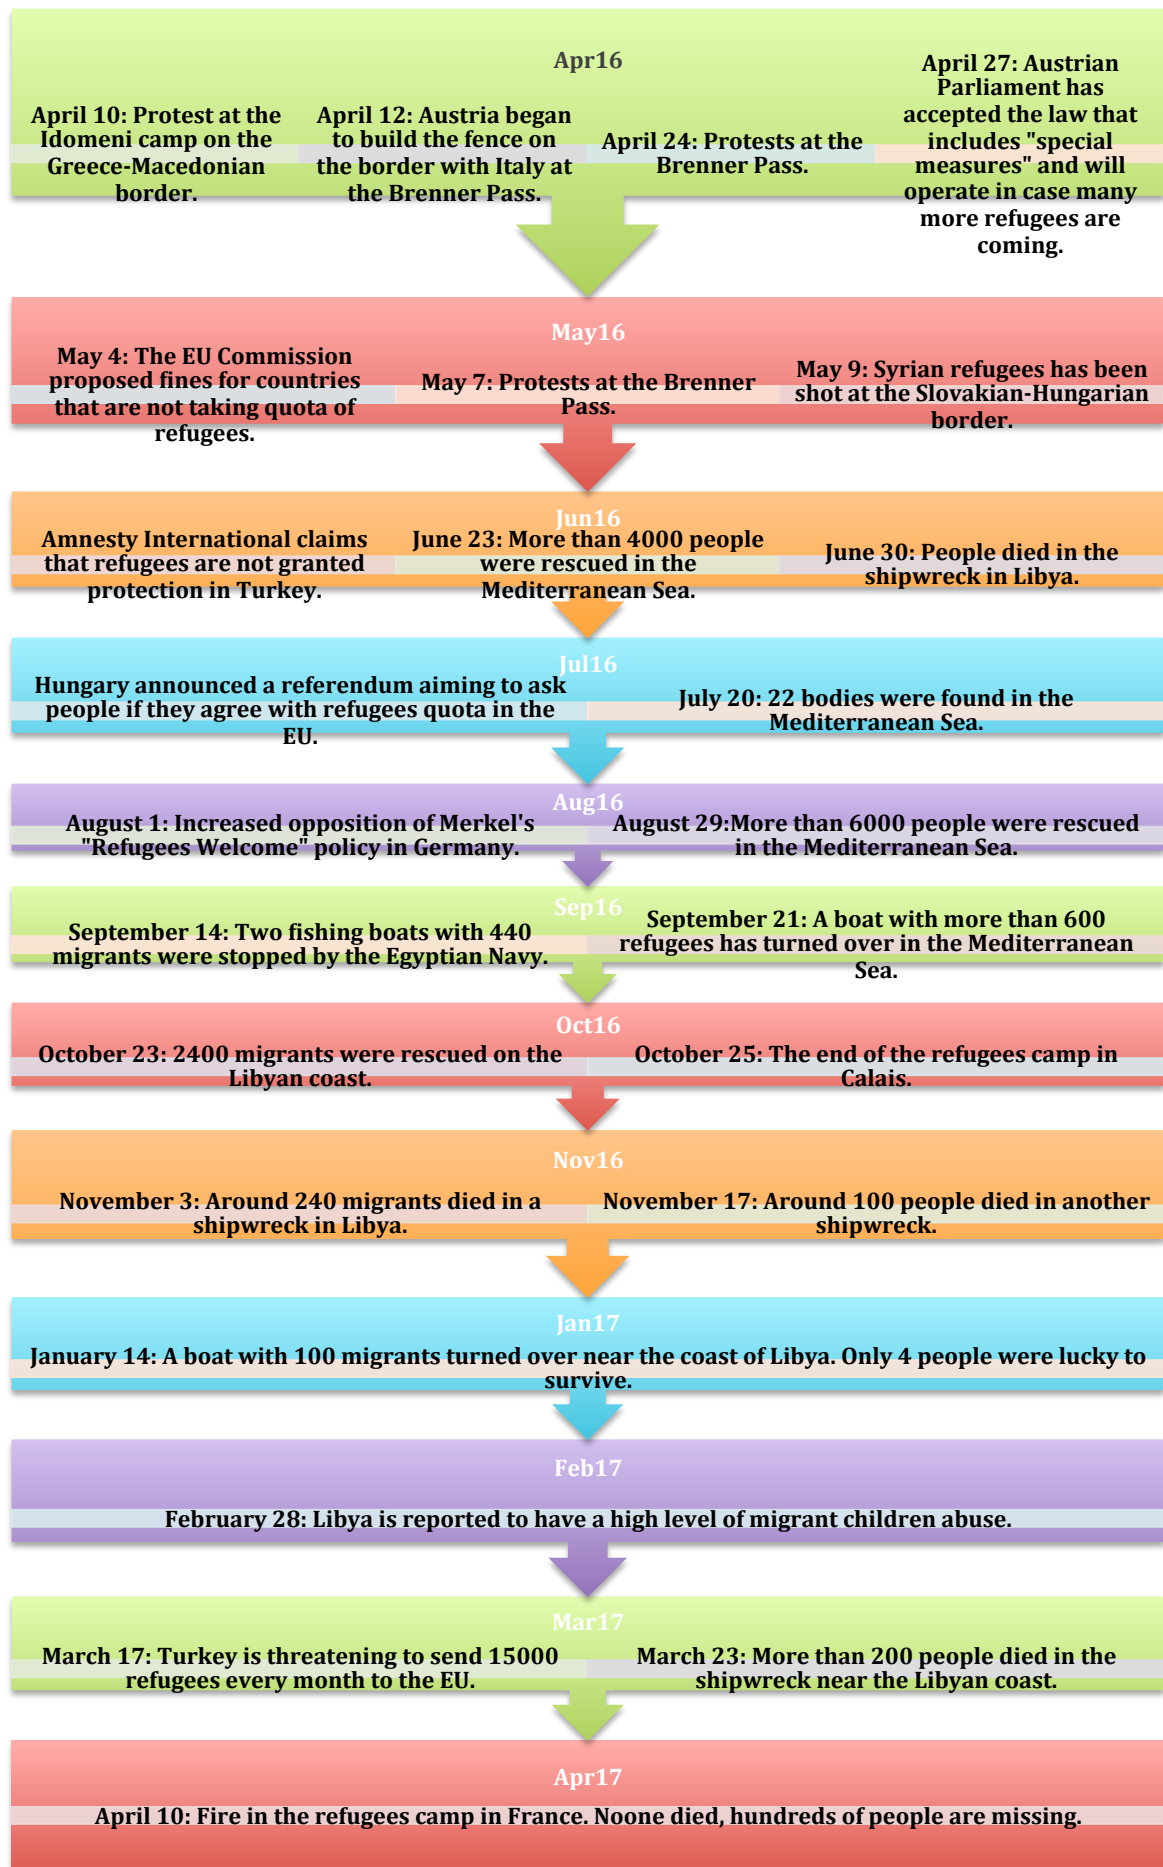 Apr16
April 10: Protest at the
Idomeni camp on the
Greece-Macedonian
border.
April 12: Austria began
to build the fence on
the border with Italy at
the Brenner Pass.
April 24: Protests at the
Brenner Pass.
April 27: Austrian
Parliament has
accepted the law that
includes "special
measures" and will
operate in case many
more refugees are
coming.
May16
May 4: The EU Commission
proposed fines for countries
that are not taking quota of
refugees.
May 7: Protests at the Brenner
Pass.
May 9: Syrian refugees has been
shot at the Slovakian-Hungarian
border.
Jun16
Amnesty International claims
that refugees are not granted
protection in Turkey.
June 23: More than 4000 people
were rescued in the
Mediterranean Sea.
June 30: People died in the
shipwreck in Libya.
Jul16
Hungary announced a referendum aiming to ask
people if they agree with refugees quota in the
EU.
July 20: 22 bodies were found in the
Mediterranean Sea.
Aug16
August 1: Increased opposition of Merkel's
"Refugees Welcome" policy in Germany.
August 29:More than 6000 people were rescued
in the Mediterranean Sea.
Sep16
September 14: Two fishing boats with 440
migrants were stopped by the Egyptian Navy.
September 21: A boat with more than 600
refugees has turned over in the Mediterranean
Sea.
Oct16
October 23: 2400 migrants were rescued on the
Libyan coast.
October 25: The end of the refugees camp in
Calais.
Nov16
November 3: Around 240 migrants died in a
shipwreck in Libya.
November 17: Around 100 people died in another
shipwreck.
Jan17
January 14: A boat with 100 migrants turned over near the coast of Libya. Only 4 people were lucky to
survive.
Feb17
February 28: Libya is reported to have a high level of migrant children abuse.
Mar17
March 17: Turkey is threatening to send 15000
refugees every month to the EU.
March 23: More than 200 people died in the
shipwreck near the Libyan coast.
Apr17
April 10: Fire in the refugees camp in France. Noone died, hundreds of people are missing.